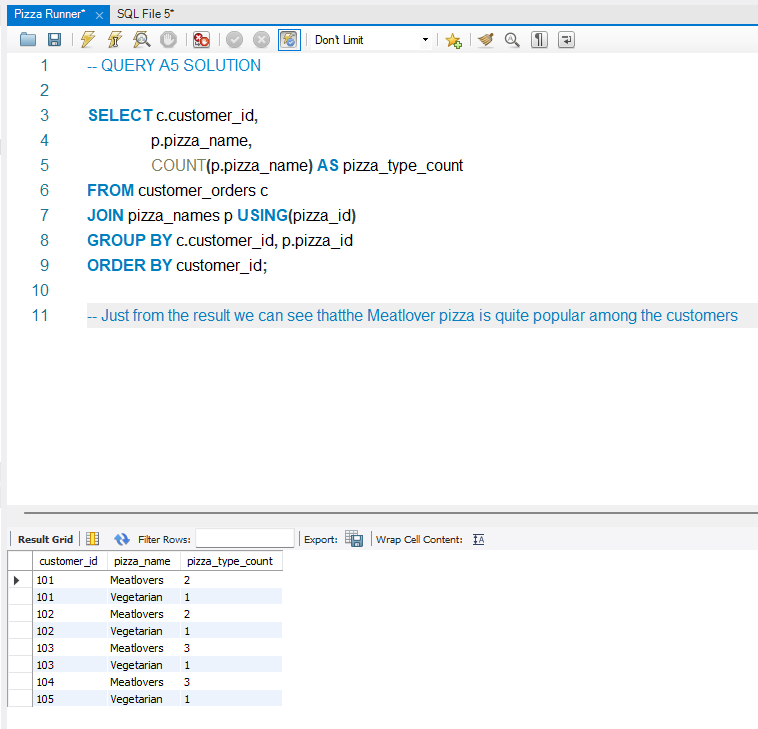 Pizza Runner* SQL File 5*
Don't Limit
1 -- QUERY A5 SOLUTION
2
3 SELECT c.customer_id,
4 p.pizza_name,
5 COUNT(p.pizza_name) AS pizza_type_count
6 FROM customer_orders c
7 JOIN pizza_names p USING(pizza_id)
8 GROUP BY c.customer_id, p.pizza_id
9 ORDER BY customer_id;
10
11 -- Just from the result we can see thatthe Meatlover pizza is quite popular among the customers
Result Grid Filter Rows: Export: Wrap Cell Content:
customer_id pizza_name pizza_type_count
101 Meatlovers 2
101 Vegetarian 1
102 Meatlovers 2
102 Vegetarian 1
103 Meatlovers 3
103 Vegetarian 1
104 Meatlovers 3
105 Vegetarian 1